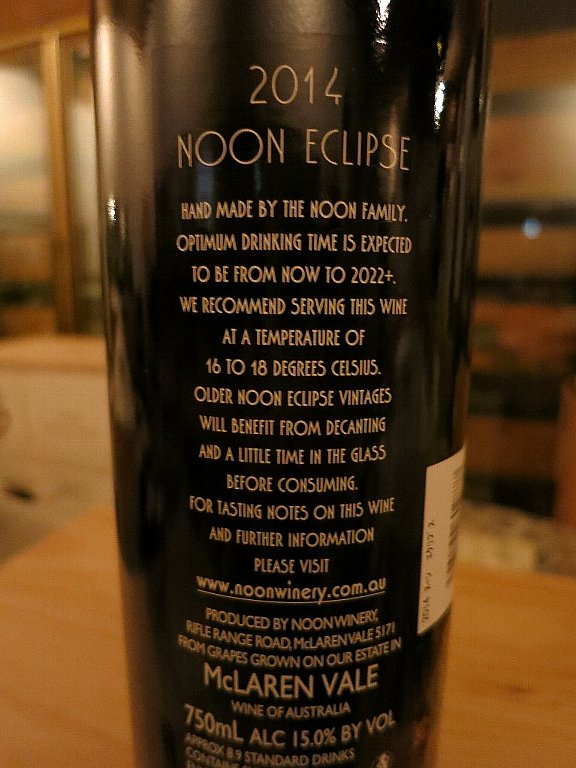 2014
NOON ECLIPSE
HAND MADE BY THE NOON FAMILY.
OPTIMUM DRINKING TIME IS EXPECTED
TO BE FROM NOW TO 2022+.
WE RECOMMEND SERVING THIS WINE
AT A TEMPERATURE OF
16 TO 18 DEGREES CELSIUS.
OLDER NOON ECLIPSE VINTAGES
WILL BENEFIT FROM DECANTING
AND A LITTLE TIME IN THE GLASS
BEFORE CONSUMING.
FOR TASTING NOTES ON THIS WINE
AND FURTHER INFORMATION
PLEASE VISIT
www.noonwinery.com.au
PRODUCED BY NOON WINERY,
RIFLE RANGE ROAD, McLAREN VALE 5171
FROM GRAPES GROWN ON OUR ESTATE IN
McLAREN VALE
WINE OF AUSTRALIA
750mL ALC 15.0% BY VOL
APPROX 8.9 STANDARD DRINKS
CONTAINS